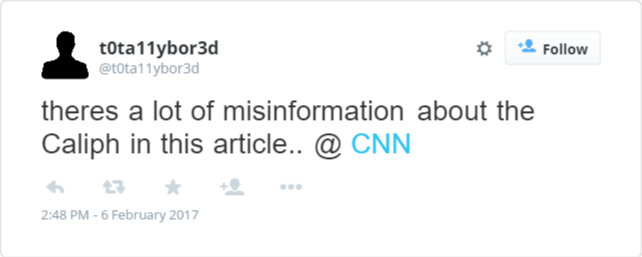 t0ta11ybor3d
Follow
@t0ta11ybor3d
theres a lot of misinformation about the
Caliph in this article.. @ CNN
2:48 PM - 6 February 2017